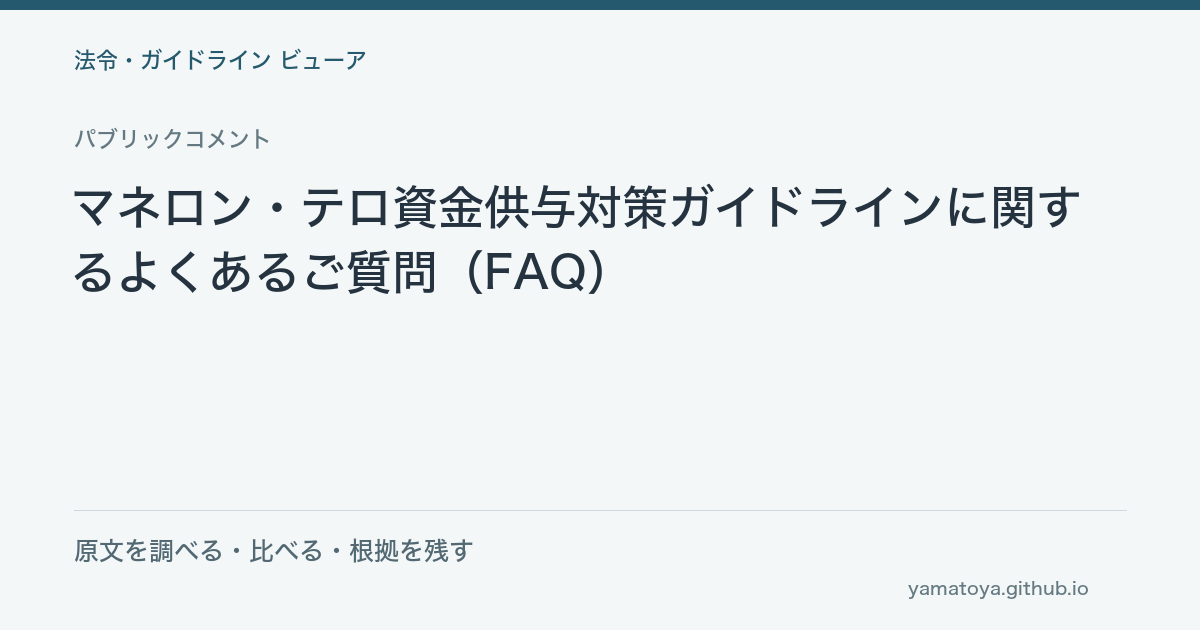 法令・ガイドライン ビューア
パブリックコメント
マネロン・テロ資金供与対策ガイドラインに関す
るよくあるご質問（FAQ）
原文を調べる・比べる・根拠を残す
yamatoya.github.io